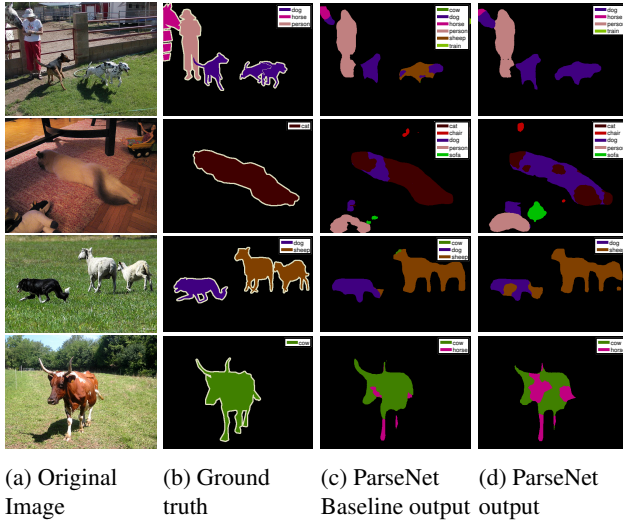 dog
horse
person
cow
dog
horse
person
sheep
train
dog
horse
person
train
cat
cat
chair
dog
person
sofa
cat
chair
dog
person
sofa
dog
sheep
cow
dog
sheep
dog
sheep
cow
cow
horse
cow
horse
(a) Original
Image
(b) Ground
truth
(c) ParseNet
Baseline output
(d) ParseNet
output